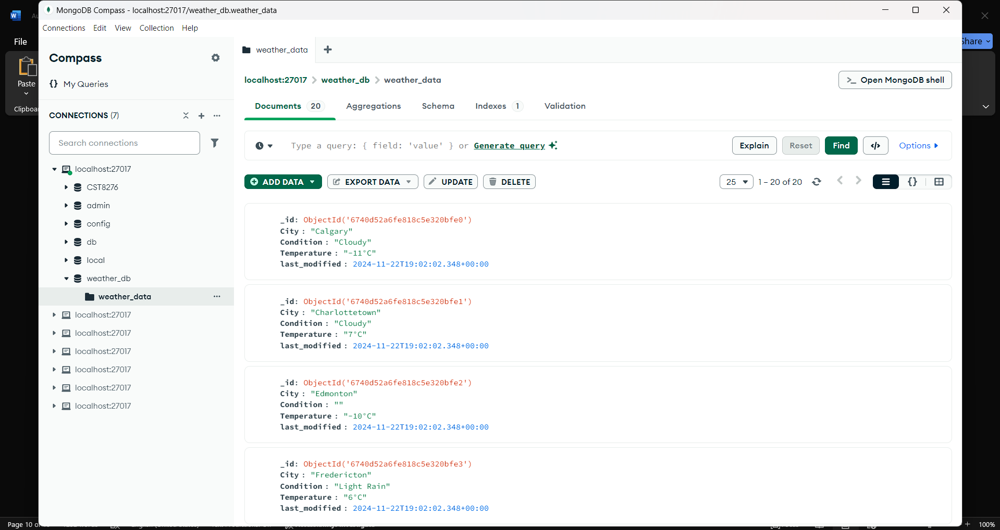 MongoDB Compass - localhost:27017/weather_db.weather_data
Connections Edit View Collection Help
File
Share
Paste
Clipboar
Compass
My Queries
CONNECTIONS (7)
Search connections
localhost:27017
CST8276
admin
config
db
local
weather_db
weather_data
localhost:27017
localhost:27017
localhost:27017
localhost:27017
localhost:27017
localhost:27017
weather_data
localhost:27017 > weather_db > weather_data
>_ Open MongoDB shell
Documents 20 Aggregations Schema Indexes 1 Validation
Type a query: { field: 'value' } or Generate query
Explain Reset Find </> Options
ADD DATA EXPORT DATA UPDATE DELETE
25 1 – 20 of 20 {}
_id: ObjectId('6740d52a6fe818c5e320bfe0')
City : "Calgary"
Condition : "Cloudy"
Temperature : "-11°C"
last_modified : 2024-11-22T19:02:02.348+00:00
_id: ObjectId('6740d52a6fe818c5e320bfe1')
City : "Charlottetown"
Condition : "Cloudy"
Temperature : "7°C"
last_modified : 2024-11-22T19:02:02.348+00:00
_id: ObjectId('6740d52a6fe818c5e320bfe2')
City : "Edmonton"
Condition : ""
Temperature : "-10°C"
last_modified : 2024-11-22T19:02:02.348+00:00
_id: ObjectId('6740d52a6fe818c5e320bfe3')
City : "Fredericton"
Condition : "Light Rain"
Temperature : "6°C"
last_modified : 2024-11-22T19:02:02.348+00:00
Page 10 o
100%